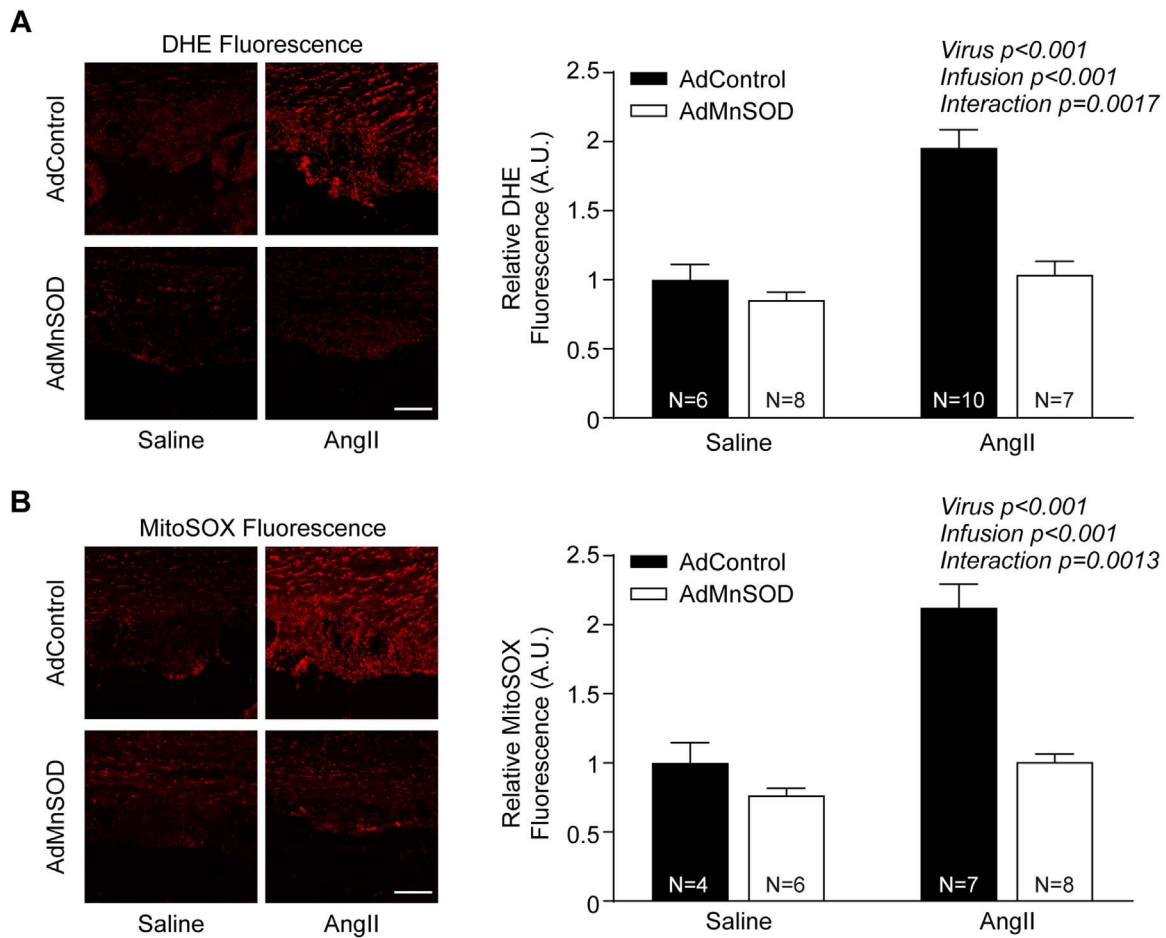 A
DHE Fluorescence
AdControl
AdMnSOD
Saline
AngII
Relative DHE
Fluorescence (A.U.)
2.5
2
1.5
1
0.5
0
AdControl
AdMnSOD
Virus p<0.001
Infusion p<0.001
Interaction p=0.0017
N=6
N=8
N=10
N=7
Saline
AngII
B
MitoSOX Fluorescence
AdControl
AdMnSOD
Saline
AngII
Relative MitoSOX
Fluorescence (A.U.)
2.5
2
1.5
1
0.5
0
AdControl
AdMnSOD
Virus p<0.001
Infusion p<0.001
Interaction p=0.0013
N=4
N=6
N=7
N=8
Saline
AngII